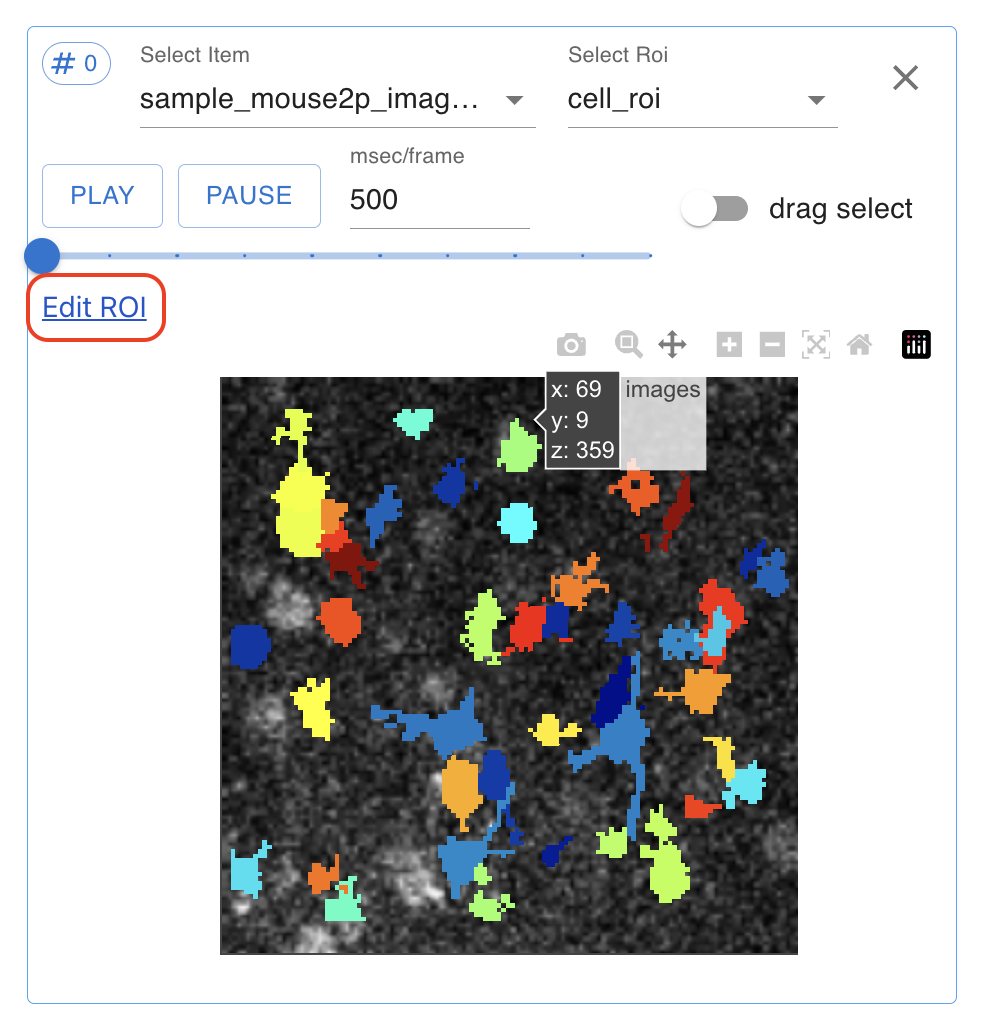 # 0
Select Item
Select Roi
sample_mouse2p_imag...
cell_roi
msec/frame
PLAY
PAUSE
500
drag select
Edit ROI
x: 69
y: 9
z: 359
images